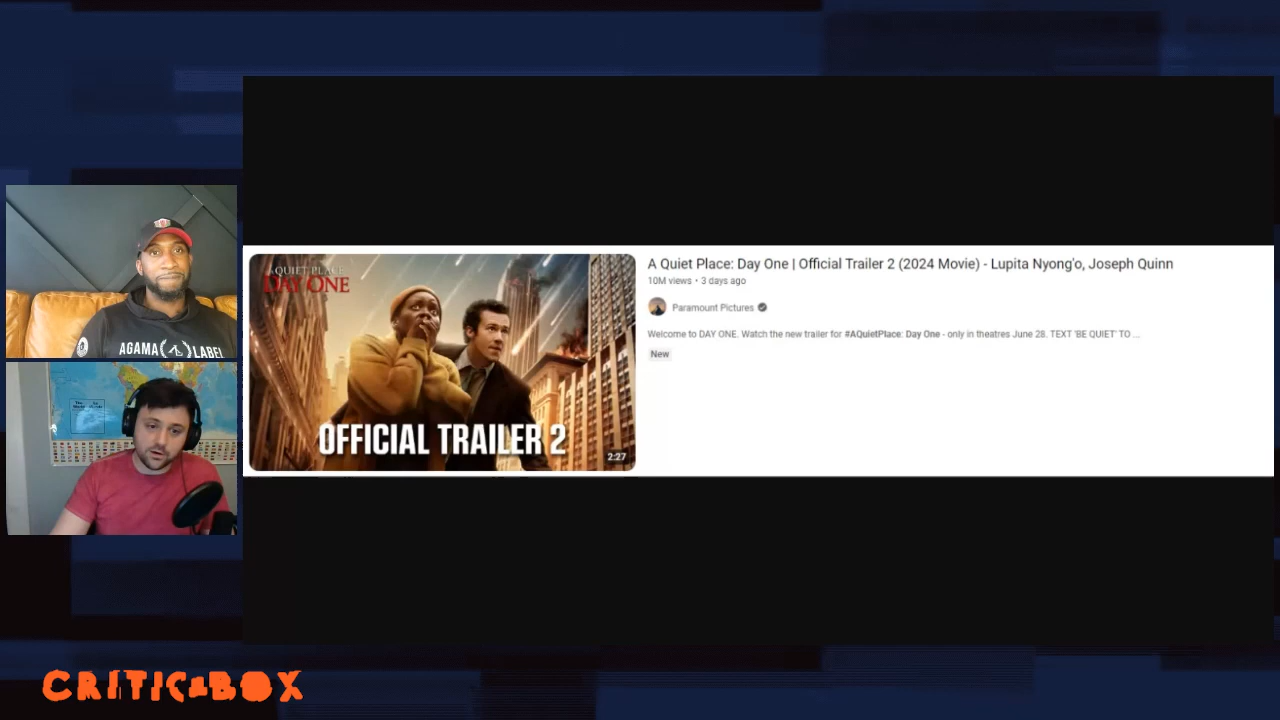 A QUIET PLACE
DAY ONE
OFFICIAL TRAILER 2
2:27
A Quiet Place: Day One | Official Trailer 2 (2024 Movie) - Lupita Nyong'o, Joseph Quinn
10M views • 3 days ago
Paramount Pictures
Welcome to DAY ONE. Watch the new trailer for #AQuietPlace: Day One - only in theatres June 28. TEXT 'BE QUIET' TO ...
New
AGAMA LABEL
CRITICBOX